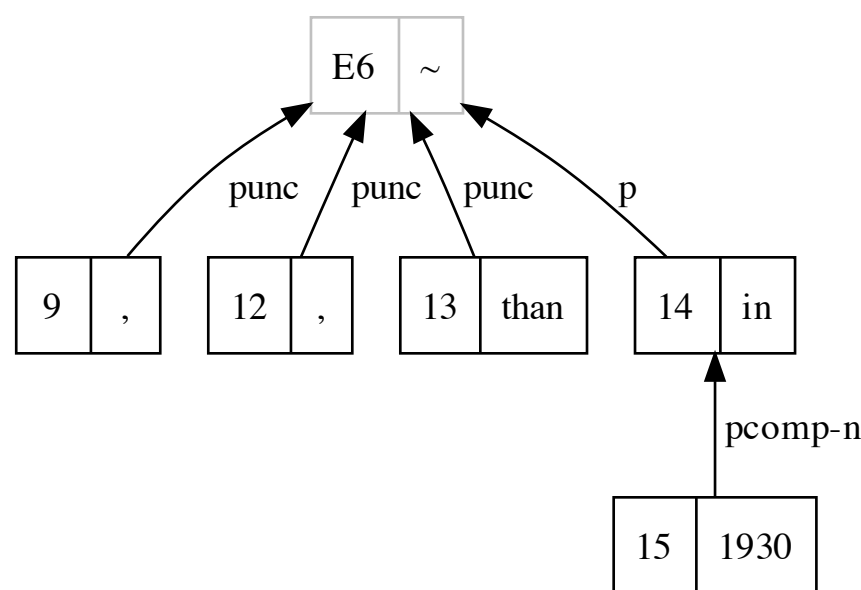 E6 ~
punc punc punc p
9 , 12 , 13 than 14 in
pcomp-n
15 1930